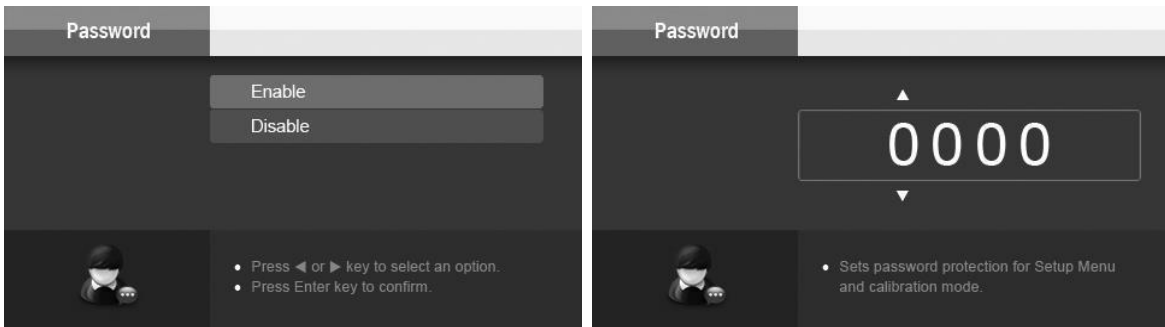 Password
Enable
Disable
• Press ◀ or ▶ key to select an option.
• Press Enter key to confirm.
Password
▲
0000
▼
• Sets password protection for Setup Menu
and calibration mode.